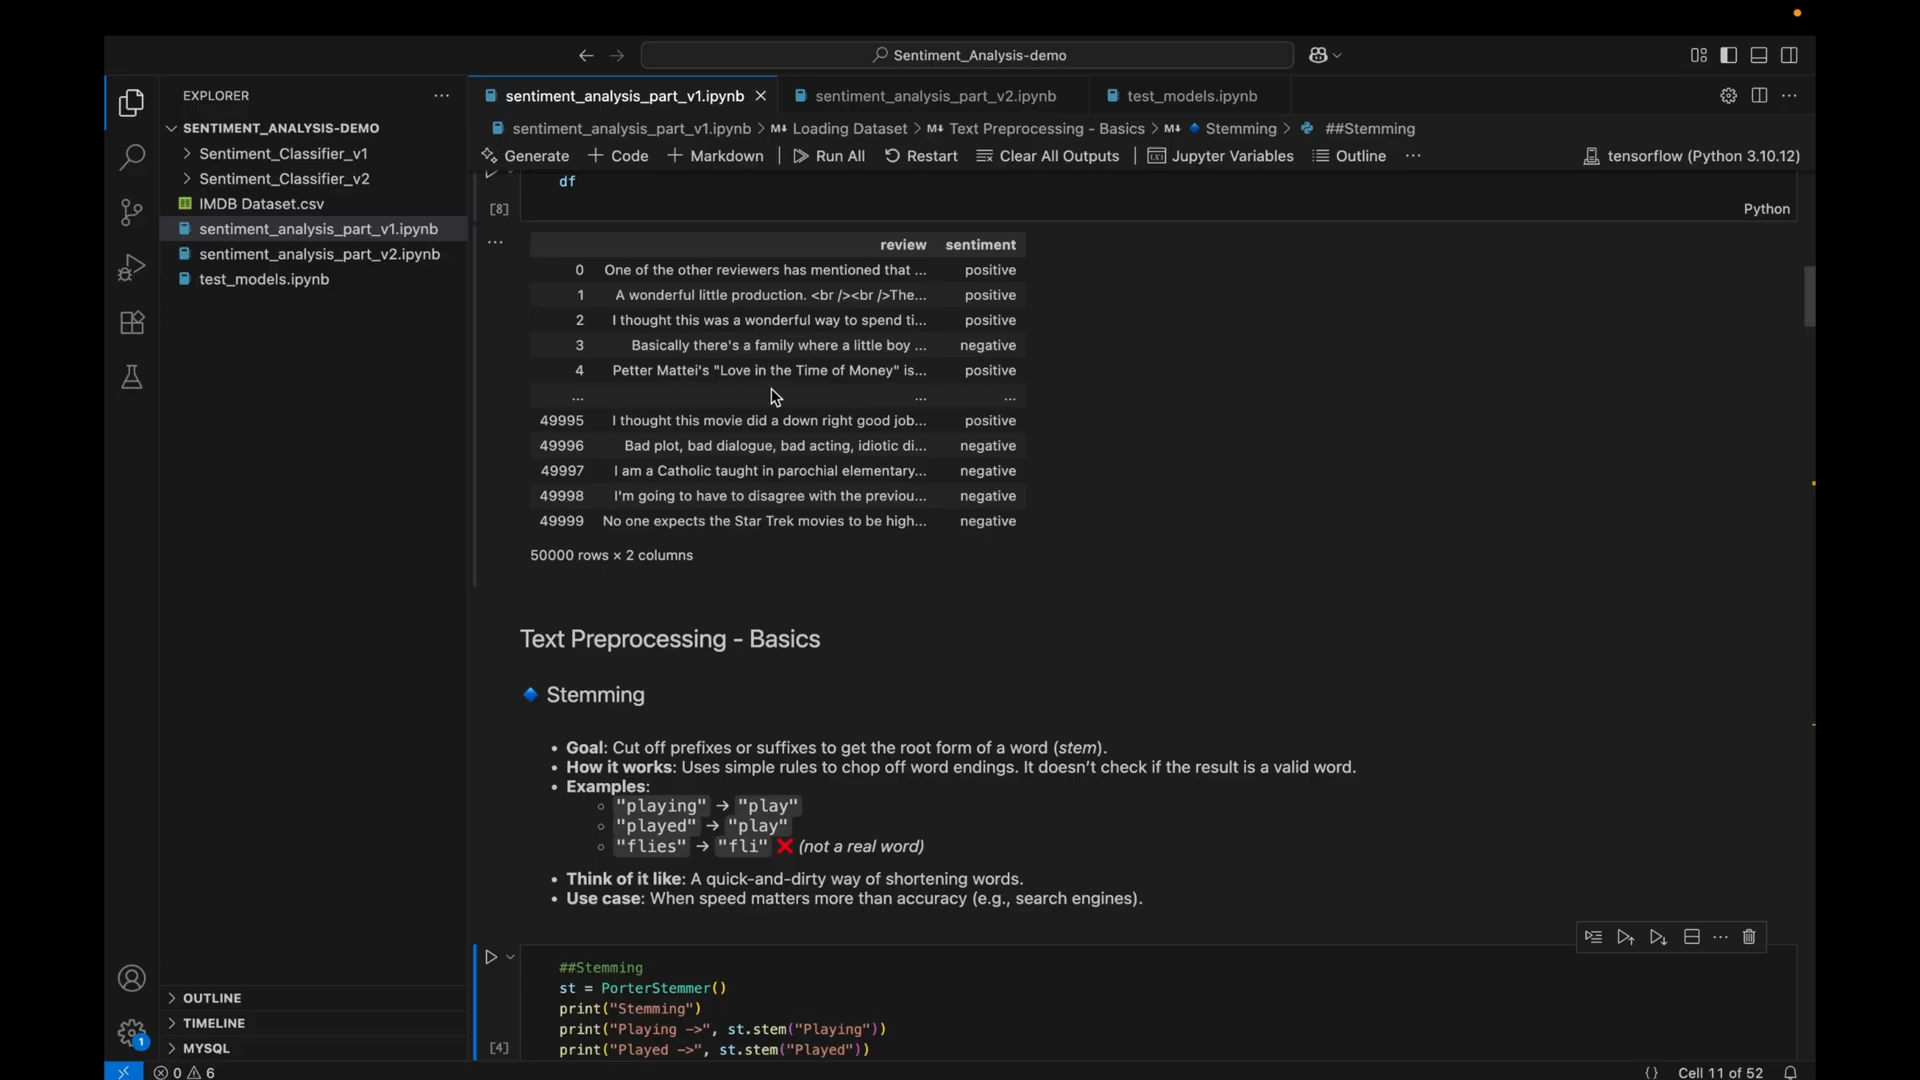 Sentiment_Analysis-demo
EXPLORER
SENTIMENT_ANALYSIS-DEMO
Sentiment_Classifier_v1
Sentiment_Classifier_v2
IMDB Dataset.csv
sentiment_analysis_part_v1.ipynb
sentiment_analysis_part_v2.ipynb
test_models.ipynb
OUTLINE
TIMELINE
MYSQL
1
sentiment_analysis_part_v1.ipynb sentiment_analysis_part_v2.ipynb test_models.ipynb
sentiment_analysis_part_v1.ipynb > M↓ Loading Dataset > M↓ Text Preprocessing - Basics > M↓ 🔷 Stemming > ##Stemming
Generate + Code + Markdown Run All Restart Clear All Outputs Jupyter Variables Outline ... tensorflow (Python 3.10.12)
df
[8] Python
... review sentiment
0 One of the other reviewers has mentioned that ... positive
1 A wonderful little production. <br /><br />The... positive
2 I thought this was a wonderful way to spend ti... positive
3 Basically there's a family where a little boy ... negative
4 Petter Mattei's "Love in the Time of Money" is... positive
... ... ...
49995 I thought this movie did a down right good job... positive
49996 Bad plot, bad dialogue, bad acting, idiotic di... negative
49997 I am a Catholic taught in parochial elementary... negative
49998 I'm going to have to disagree with the previou... negative
49999 No one expects the Star Trek movies to be high... negative
50000 rows × 2 columns
Text Preprocessing - Basics
🔷 Stemming
• Goal: Cut off prefixes or suffixes to get the root form of a word (stem).
• How it works: Uses simple rules to chop off word endings. It doesn't check if the result is a valid word.
• Examples:
○ "playing" → "play"
○ "played" → "play"
○ "flies" → "fli" ❌ (not a real word)
• Think of it like: A quick-and-dirty way of shortening words.
• Use case: When speed matters more than accuracy (e.g., search engines).
##Stemming
st = PorterStemmer()
print("Stemming")
print("Playing ->", st.stem("Playing"))
[4] print("Played ->", st.stem("Played"))
0 6 {} Cell 11 of 52